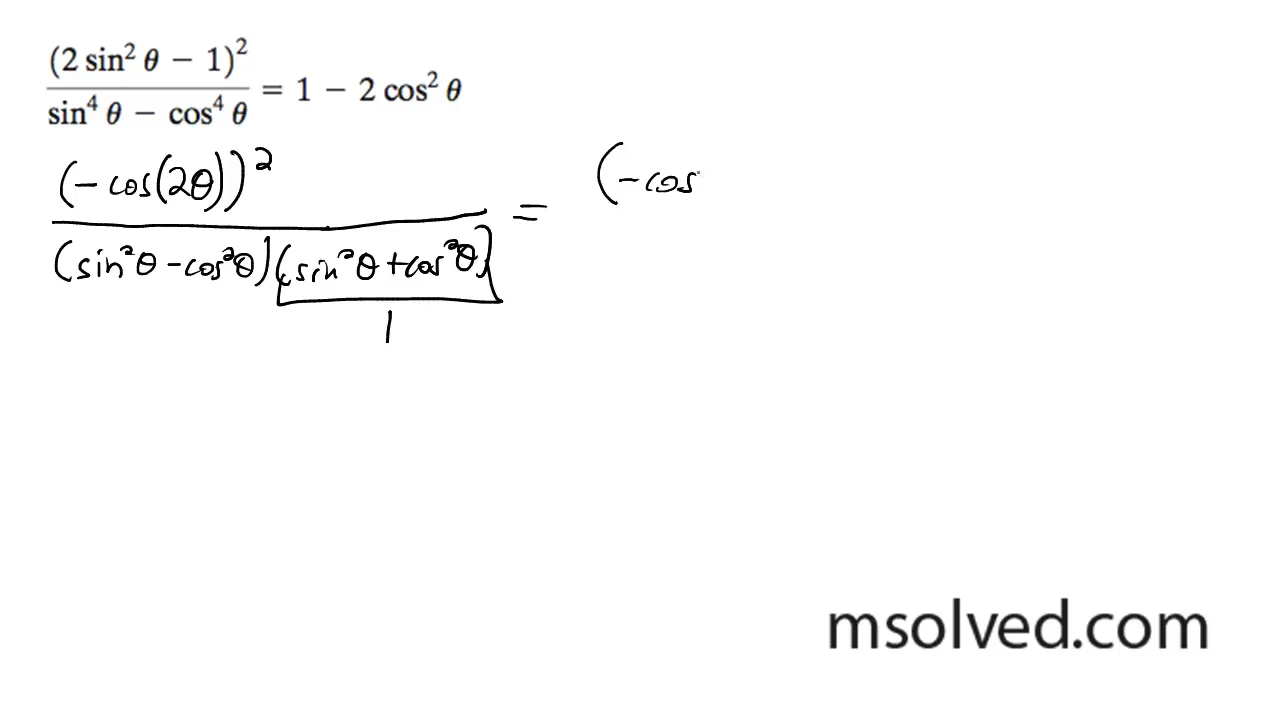 (2 sin² θ − 1)²
sin⁴ θ − cos⁴ θ
= 1 − 2 cos² θ
(-cos(2θ))²
(sin²θ -cos²θ)(sin²θ +cos²θ)
1
=
(-cos
msolved.com